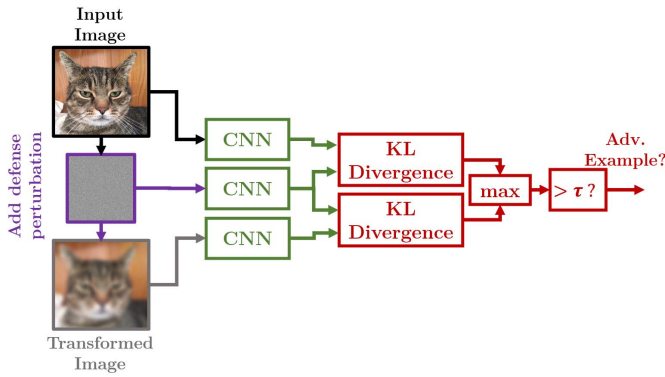 Input
Image
Add defense
perturbation
Transformed
Image
CNN
CNN
CNN
KL
Divergence
KL
Divergence
max
> τ ?
Adv.
Example?